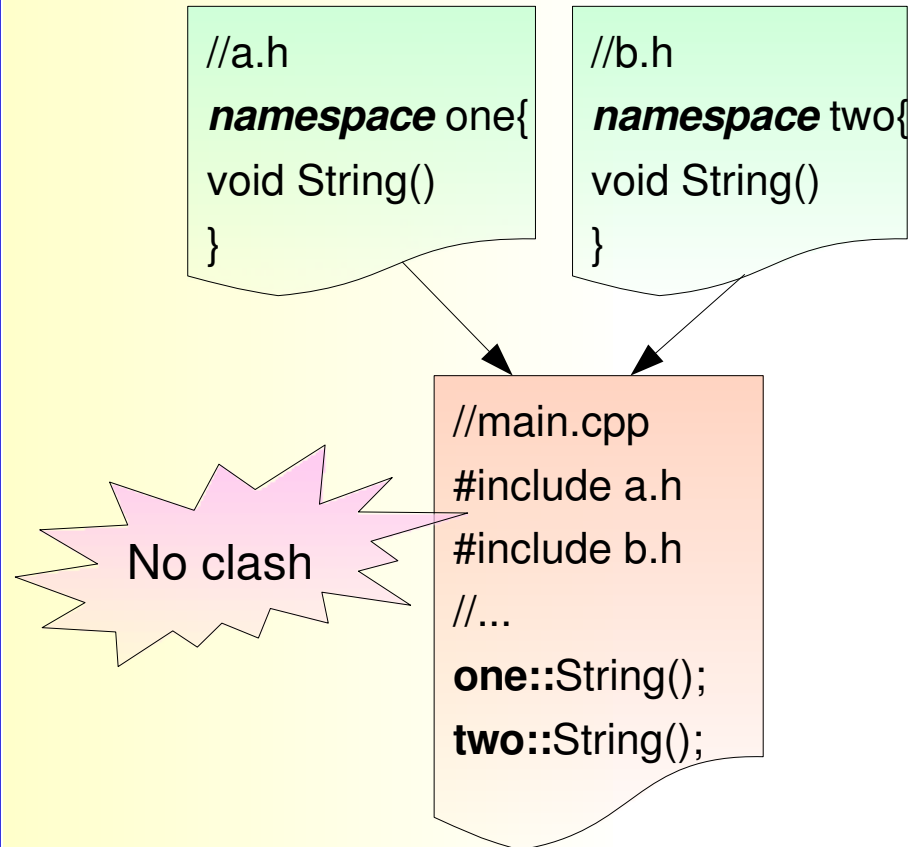 //a.h
namespace one{
void String()
}
//b.h
namespace two{
void String()
}
No clash
//main.cpp
#include a.h
#include b.h
//...
one::String();
two::String();